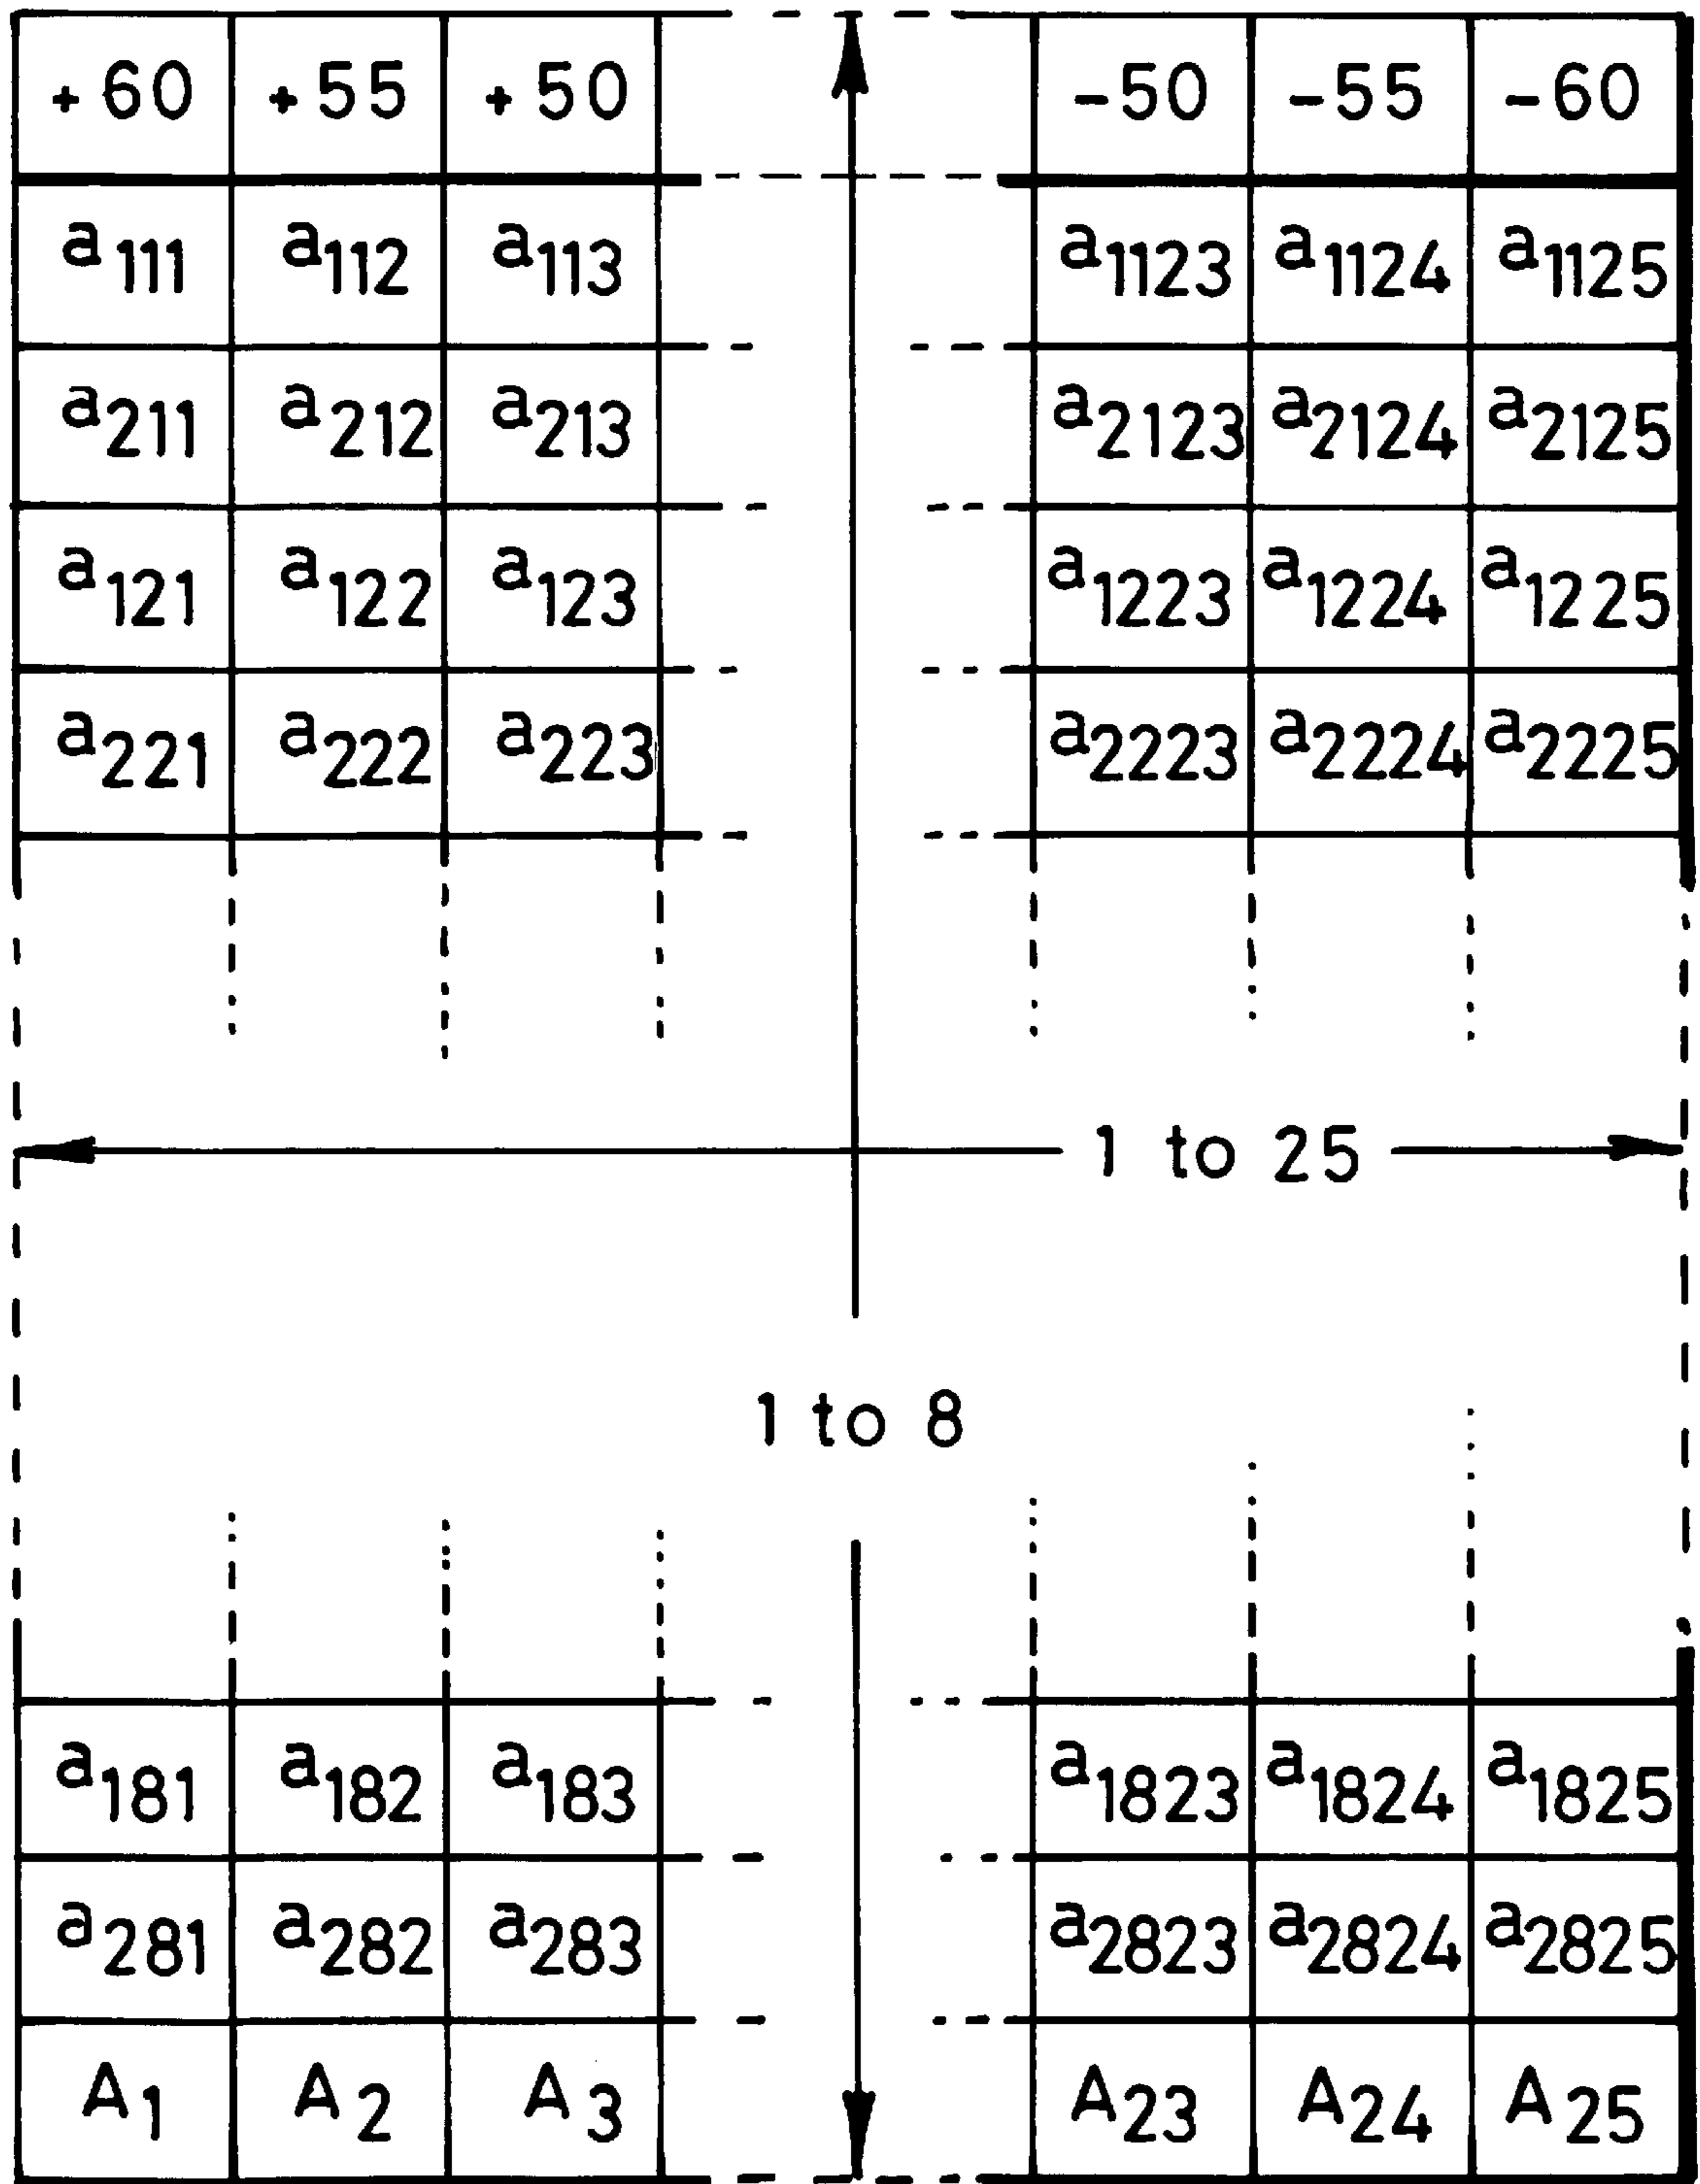 +60 +55 +50 -50 -55 -60
a111 a112 a113 a1123 a1124 a1125
a211 a212 a213 a2123 a2124 a2125
a121 a122 a123 a1223 a1224 a1225
a221 a222 a223 a2223 a2224 a2225
1 to 25
1 to 8
a181 a182 a183 a1823 a1824 a1825
a281 a282 a283 a2823 a2824 a2825
A1 A2 A3 A23 A24 A25